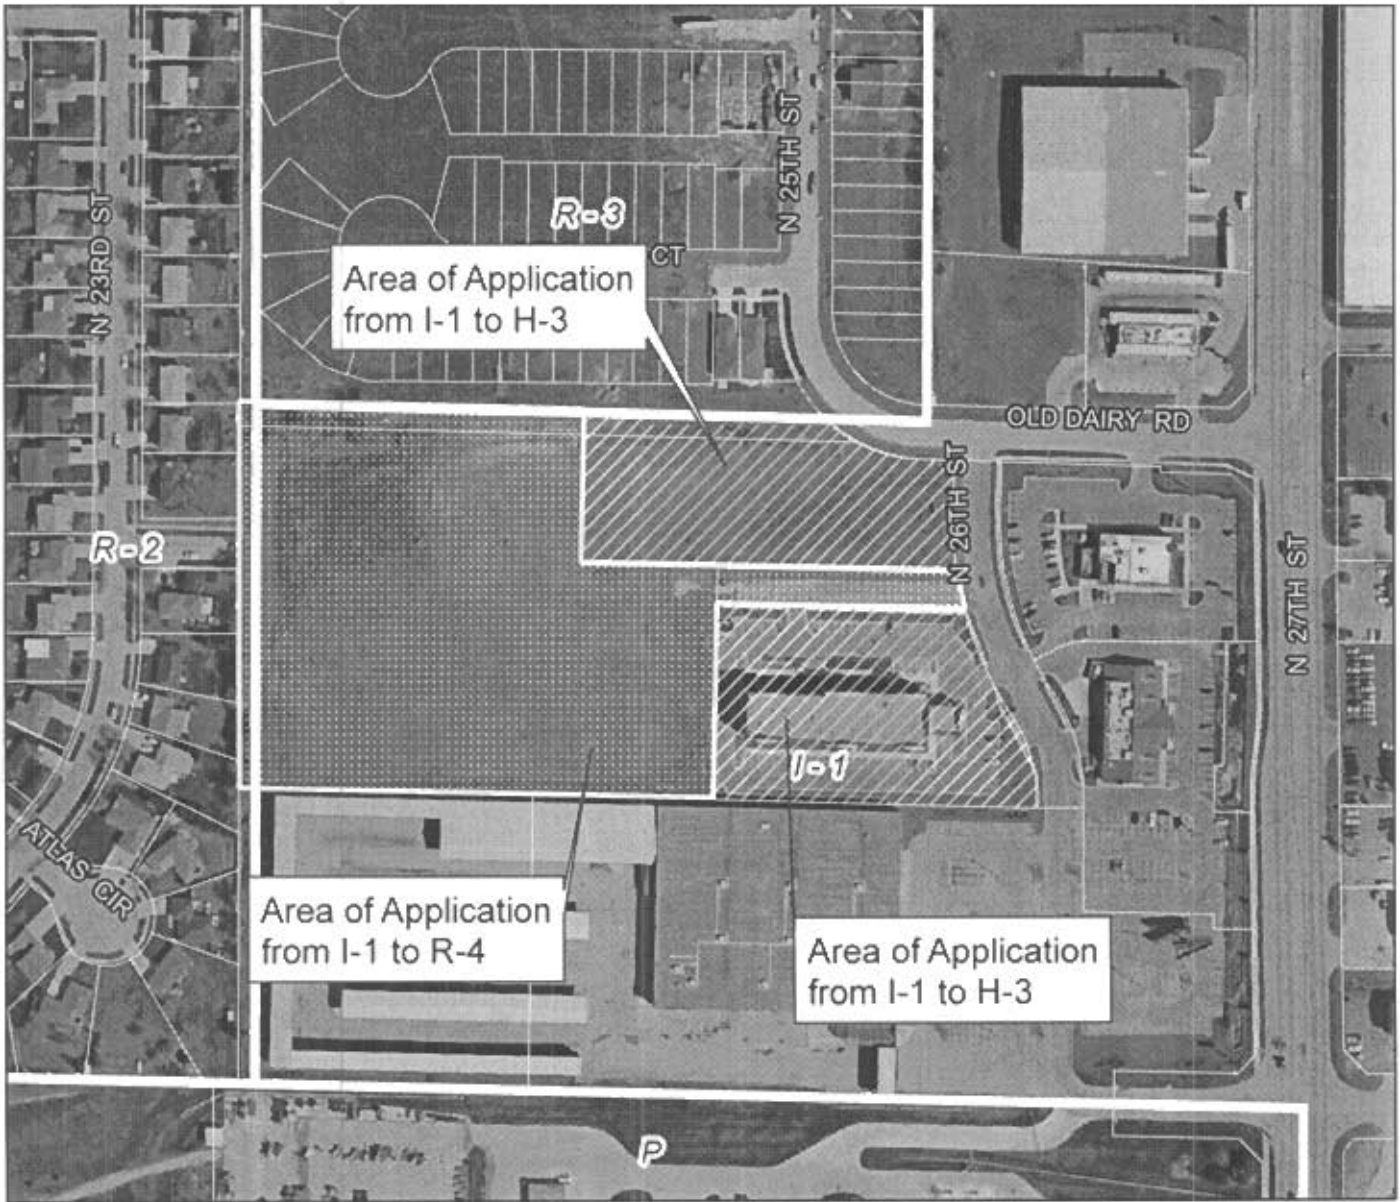 N 23RD ST
N 25TH ST
R-3
CT
Area of Application
from I-1 to H-3
OLD DAIRY RD
N 26TH ST
R-2
N 27TH ST
I-1
ATLAS CIR
Area of Application
from I-1 to R-4
Area of Application
from I-1 to H-3
P